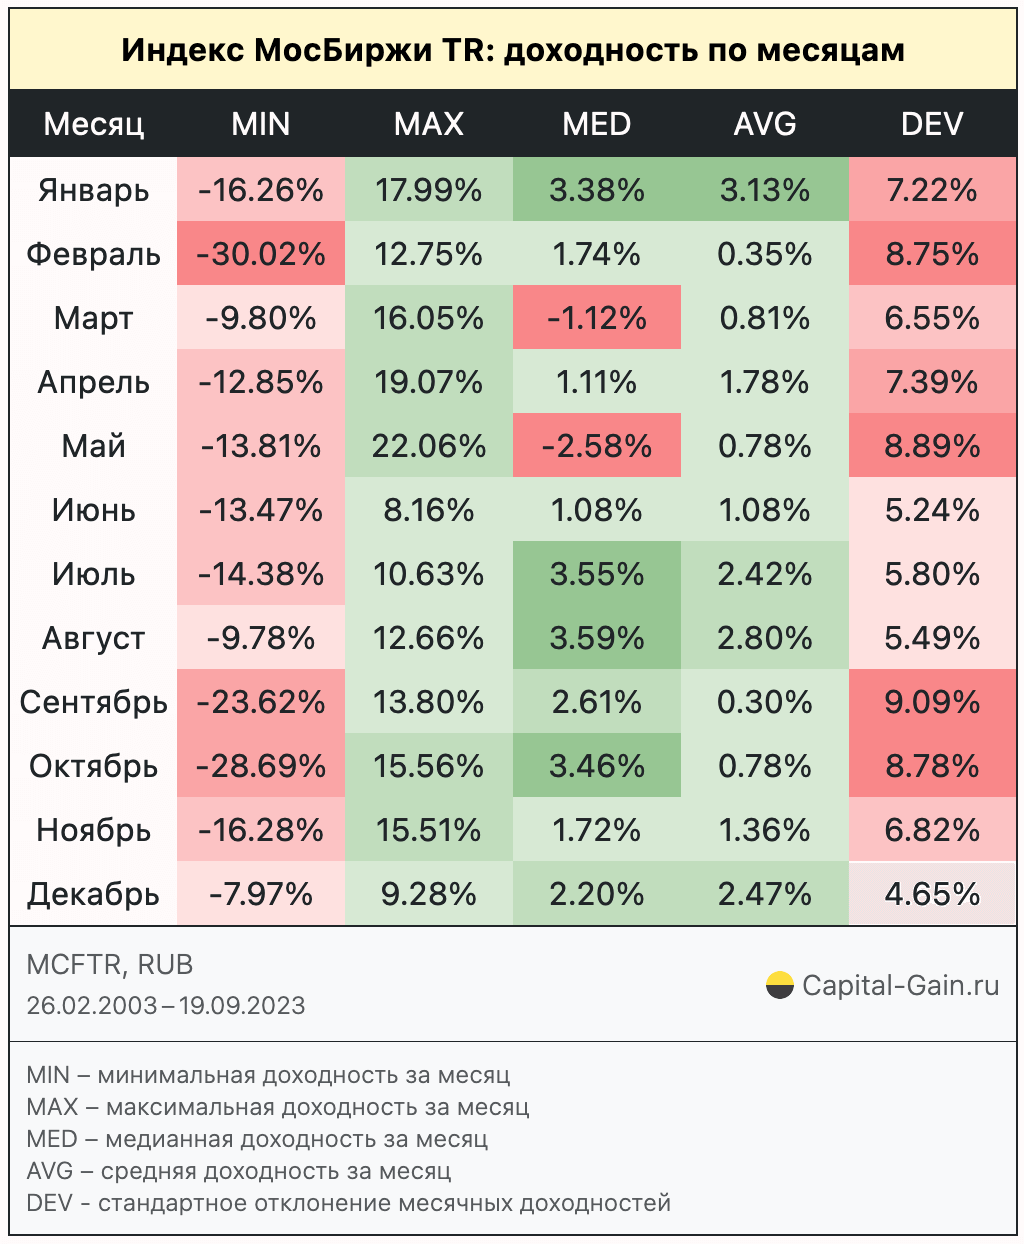 Индекс МосБиржи TR: доходность по месяцам
Месяц MIN MAX MED AVG DEV
Январь -16.26% 17.99% 3.38% 3.13% 7.22%
Февраль -30.02% 12.75% 1.74% 0.35% 8.75%
Март -9.80% 16.05% -1.12% 0.81% 6.55%
Апрель -12.85% 19.07% 1.11% 1.78% 7.39%
Май -13.81% 22.06% -2.58% 0.78% 8.89%
Июнь -13.47% 8.16% 1.08% 1.08% 5.24%
Июль -14.38% 10.63% 3.55% 2.42% 5.80%
Август -9.78% 12.66% 3.59% 2.80% 5.49%
Сентябрь -23.62% 13.80% 2.61% 0.30% 9.09%
Октябрь -28.69% 15.56% 3.46% 0.78% 8.78%
Ноябрь -16.28% 15.51% 1.72% 1.36% 6.82%
Декабрь -7.97% 9.28% 2.20% 2.47% 4.65%
MCFTR, RUB
26.02.2003 – 19.09.2023
Capital-Gain.ru
MIN – минимальная доходность за месяц
MAX – максимальная доходность за месяц
MED – медианная доходность за месяц
AVG – средняя доходность за месяц
DEV - стандартное отклонение месячных доходностей